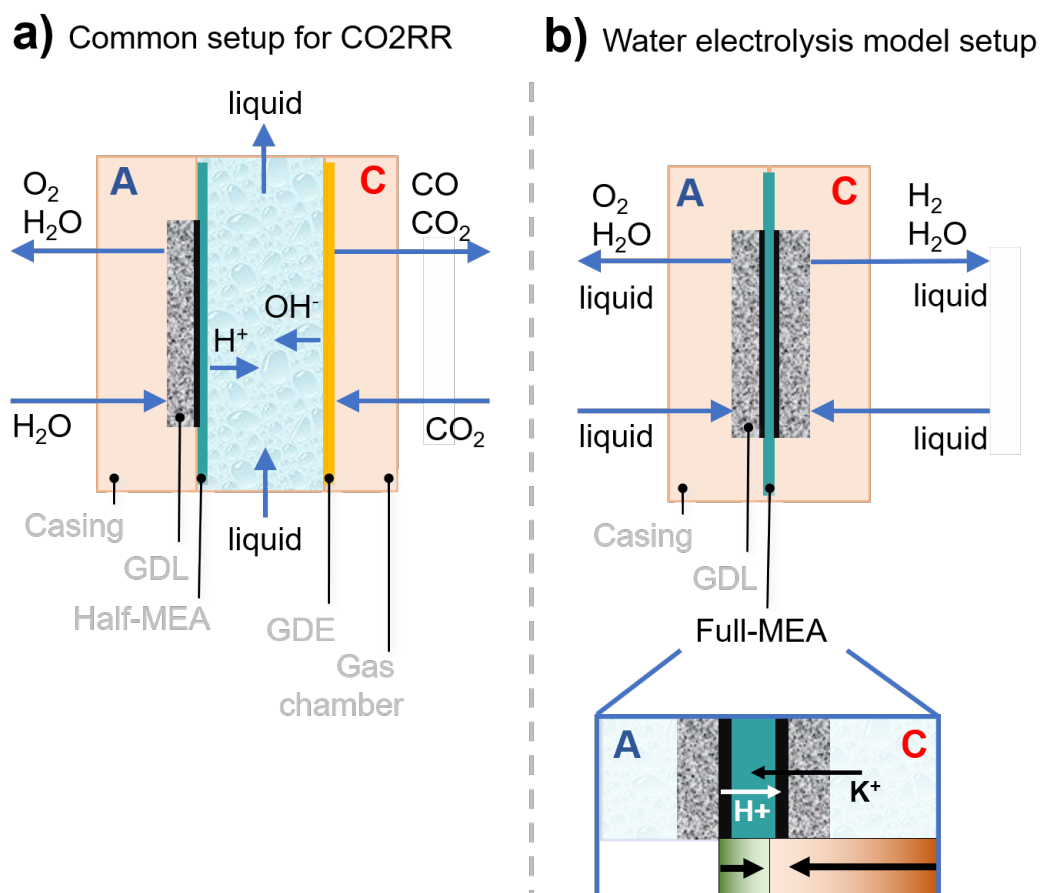 a) Common setup for CO2RR
liquid
A
C
O₂
H₂O
CO
CO₂
OH⁻
H⁺
H₂O
CO₂
liquid
Casing
GDL
Half-MEA
GDE
Gas
chamber
b) Water electrolysis model setup
A
C
O₂
H₂O
H₂
H₂O
liquid
liquid
liquid
liquid
Casing
GDL
Full-MEA
A
C
K⁺
H+